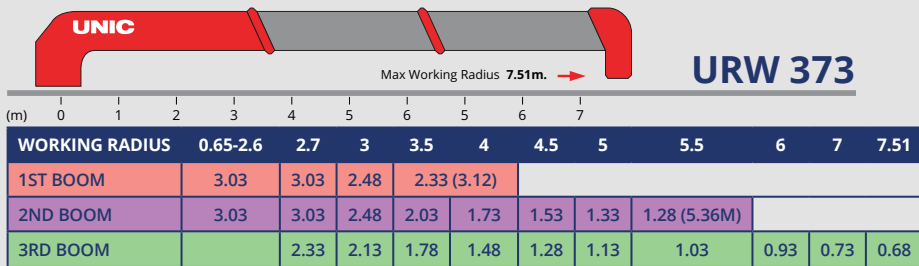 UNIC
Max Working Radius 7.51m.
URW 373
(m) 0 1 2 3 4 5 6 5 6 7
WORKING RADIUS 0.65-2.6 2.7 3 3.5 4 4.5 5 5.5 6 7 7.51
1ST BOOM 3.03 3.03 2.48 2.33 (3.12)
2ND BOOM 3.03 3.03 2.48 2.03 1.73 1.53 1.33 1.28 (5.36M)
3RD BOOM 2.33 2.13 1.78 1.48 1.28 1.13 1.03 0.93 0.73 0.68